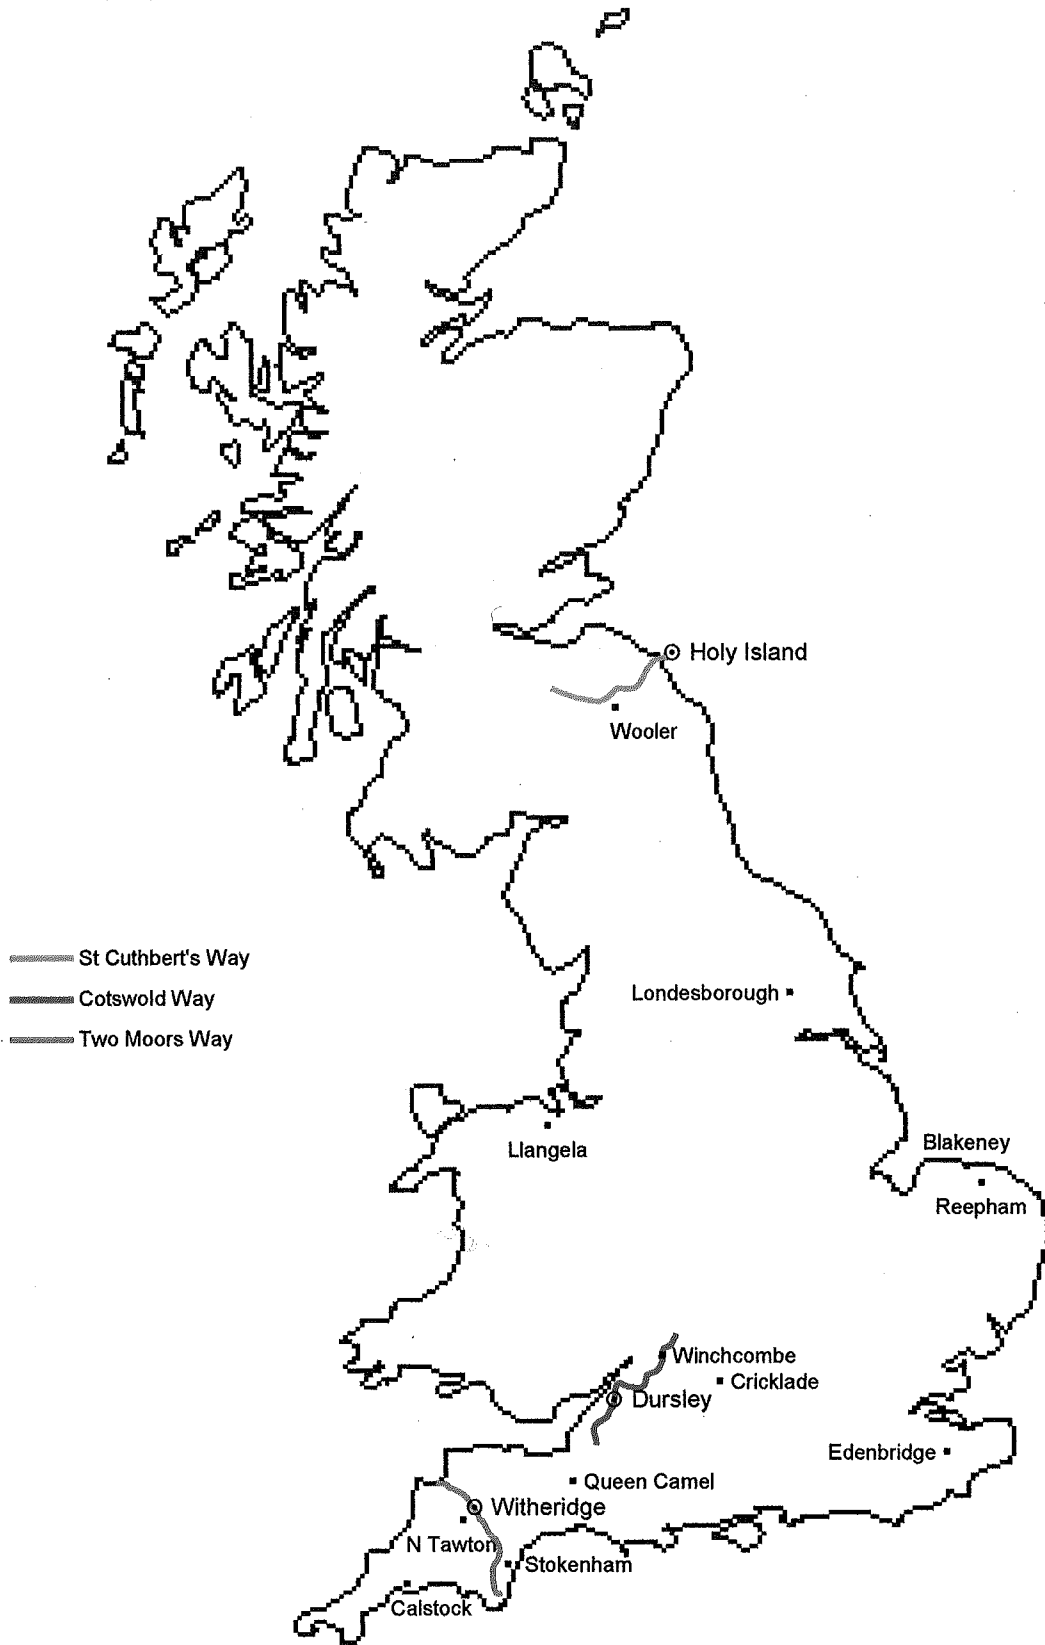 Holy Island
Wooler
St Cuthbert's Way
Cotswold Way
Two Moors Way
Londesborough
Llangela
Blakeney
Reepham
Winchcombe
Cricklade
Dursley
Edenbridge
Queen Camel
Witheridge
N Tawton
Stokenham
Calstock